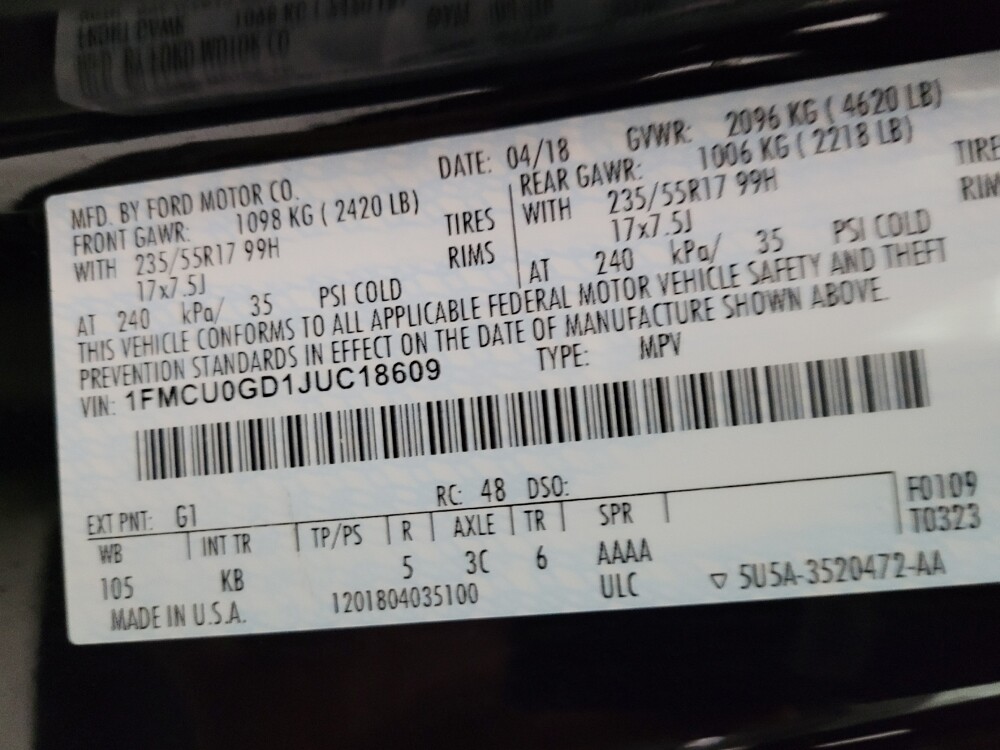 MFD. BY FORD MOTOR CO.
DATE: 04/18 GVWR: 2096 KG ( 4620 LB)
FRONT GAWR: 1098 KG ( 2420 LB) REAR GAWR: 1006 KG ( 2218 LB)
WITH 235/55R17 99H TIRES WITH 235/55R17 99H TIRE
17x7.5J RIMS 17x7.5J RIM
AT 240 kPa/ 35 PSI COLD AT 240 kPa/ 35 PSI COLD
THIS VEHICLE CONFORMS TO ALL APPLICABLE FEDERAL MOTOR VEHICLE SAFETY AND THEFT
PREVENTION STANDARDS IN EFFECT ON THE DATE OF MANUFACTURE SHOWN ABOVE.
VIN: 1FMCU0GD1JUC18609 TYPE: MPV
EXT PNT: G1 RC: 48 DSO: F0109
WB INT TR TP/PS R AXLE TR SPR T0323
105 KB 5 3C 6 AAAA
MADE IN U.S.A. 1201804035100 ULC ▽ 5U5A-3520472-AA